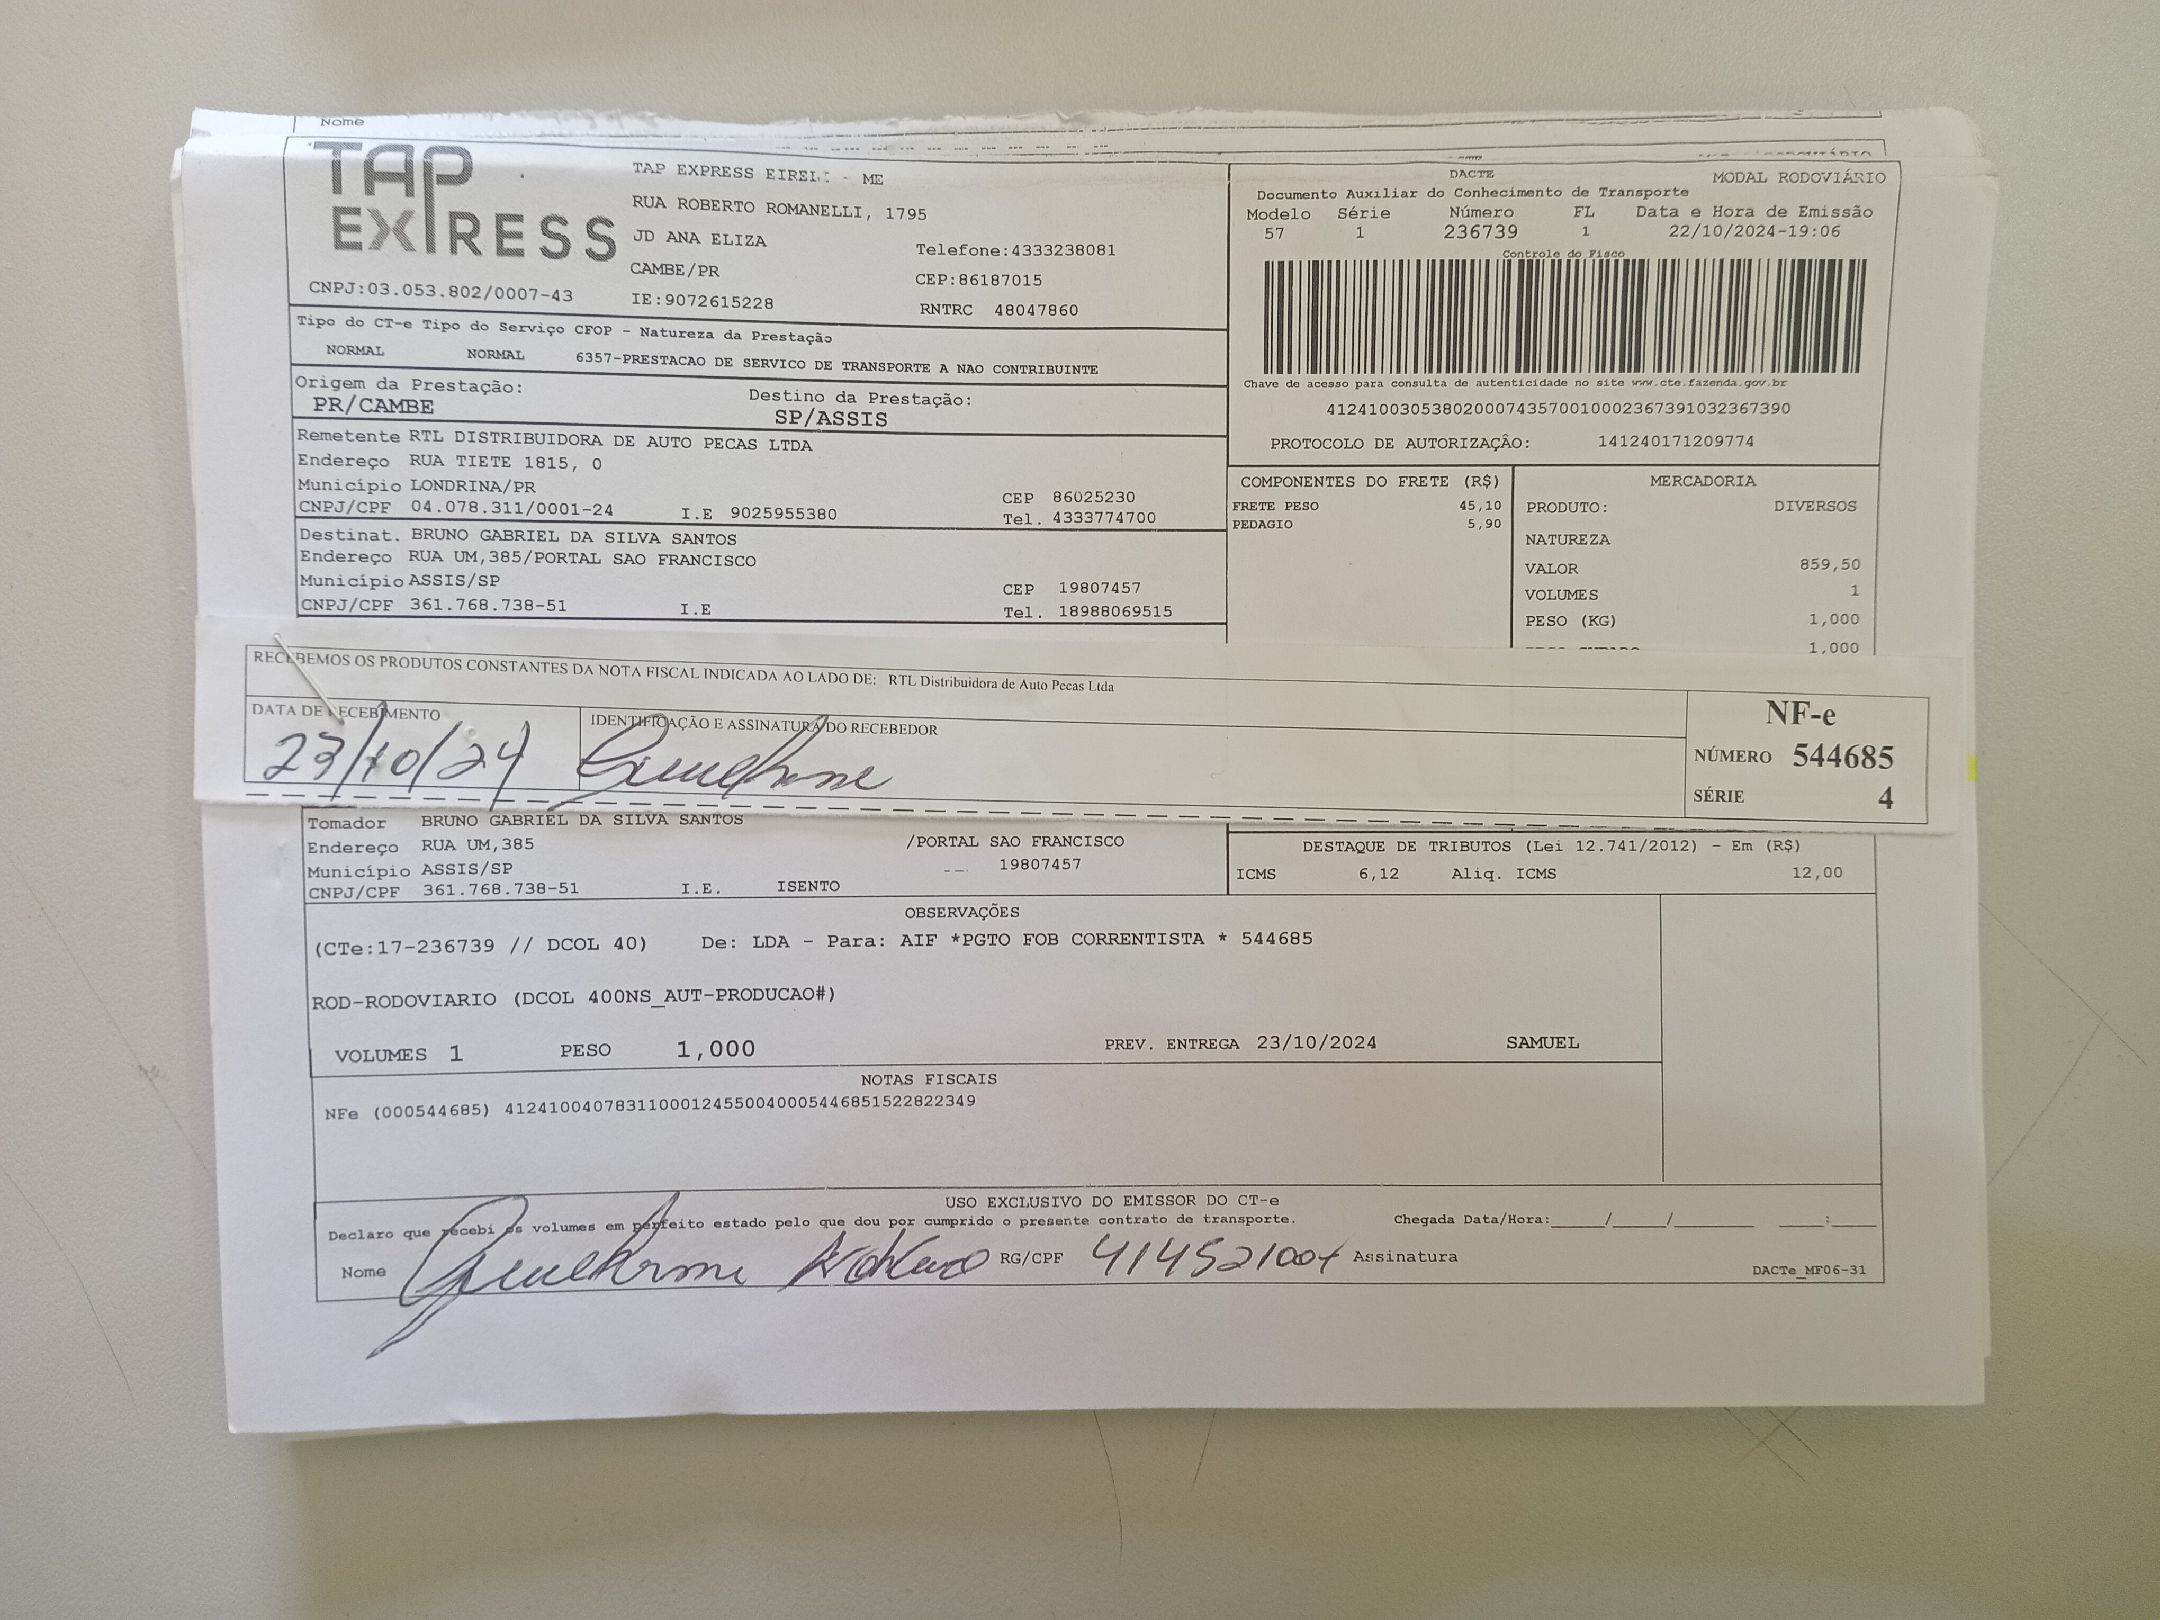 Nome
TAP EXPRESS
TAP EXPRESS EIRELI - ME
RUA ROBERTO ROMANELLI, 1795
JD ANA ELIZA
Telefone:4333238081
CAMBE/PR
CEP:86187015
CNPJ:03.053.802/0007-43
IE:9072615228
RNTRC 48047860
DACTE
MODAL RODOVIÁRIO
Documento Auxiliar do Conhecimento de Transporte
Modelo Série Número FL Data e Hora de Emissão
57 1 236739 1 22/10/2024-19:06
Controle do Fisco
Chave de acesso para consulta de autenticidade no site www.cte.fazenda.gov.br
41241003053802000743570010002367391032367390
PROTOCOLO DE AUTORIZAÇÃO: 141240171209774
Tipo do CT-e Tipo do Serviço CFOP - Natureza da Prestação
NORMAL NORMAL 6357-PRESTACAO DE SERVICO DE TRANSPORTE A NAO CONTRIBUINTE
Origem da Prestação: Destino da Prestação:
PR/CAMBE SP/ASSIS
Remetente RTL DISTRIBUIDORA DE AUTO PECAS LTDA
Endereço RUA TIETE 1815, 0
Município LONDRINA/PR CEP 86025230
CNPJ/CPF 04.078.311/0001-24 I.E 9025955380 Tel. 4333774700
Destinat. BRUNO GABRIEL DA SILVA SANTOS
Endereço RUA UM,385/PORTAL SAO FRANCISCO
Município ASSIS/SP CEP 19807457
CNPJ/CPF 361.768.738-51 I.E Tel. 18988069515
COMPONENTES DO FRETE (R$)
FRETE PESO 45,10
PEDAGIO 5,90
MERCADORIA
PRODUTO: DIVERSOS
NATUREZA
VALOR 859,50
VOLUMES 1
PESO (KG) 1,000
1,000
RECEBEMOS OS PRODUTOS CONSTANTES DA NOTA FISCAL INDICADA AO LADO DE: RTL Distribuidora de Auto Pecas Ltda
DATA DE RECEBIMENTO IDENTIFICAÇÃO E ASSINATURA DO RECEBEDOR
23/10/24 Guilherme
NF-e
NÚMERO 544685
SÉRIE 4
Tomador BRUNO GABRIEL DA SILVA SANTOS
Endereço RUA UM,385 /PORTAL SAO FRANCISCO
Município ASSIS/SP 19807457
CNPJ/CPF 361.768.738-51 I.E. ISENTO
DESTAQUE DE TRIBUTOS (Lei 12.741/2012) - Em (R$)
ICMS 6,12 Aliq. ICMS 12,00
OBSERVAÇÕES
(CTe:17-236739 // DCOL 40) De: LDA - Para: AIF *PGTO FOB CORRENTISTA * 544685
ROD-RODOVIARIO (DCOL 400NS_AUT-PRODUCAO#)
VOLUMES 1 PESO 1,000 PREV. ENTREGA 23/10/2024 SAMUEL
NOTAS FISCAIS
NFe (000544685) 41241004078311000124550040005446851522822349
USO EXCLUSIVO DO EMISSOR DO CT-e
Declaro que recebi os volumes em perfeito estado pelo que dou por cumprido o presente contrato de transporte. Chegada Data/Hora:____/____/______ ___:___
Nome Guilherme RG/CPF Assinatura
DACTe_MF06-31